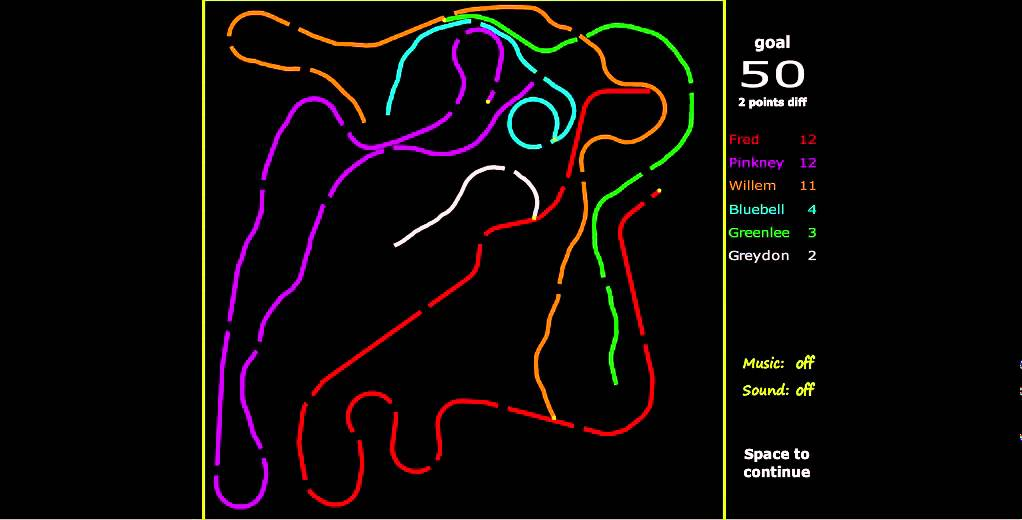 goal
50
2 points diff
Fred 12
Pinkney 12
Willem 11
Bluebell 4
Greenlee 3
Greydon 2
Music: off
Sound: off
Space to
continue